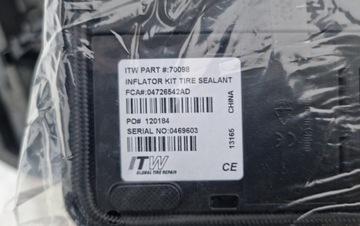 ITW PART #:70098
INFLATOR KIT TIRE SEALANT
FCA#:04726542AD
PO# 120184
SERIAL NO:0469603
ITW
GLOBAL TIRE REPAIR
CE
CHINA
13165